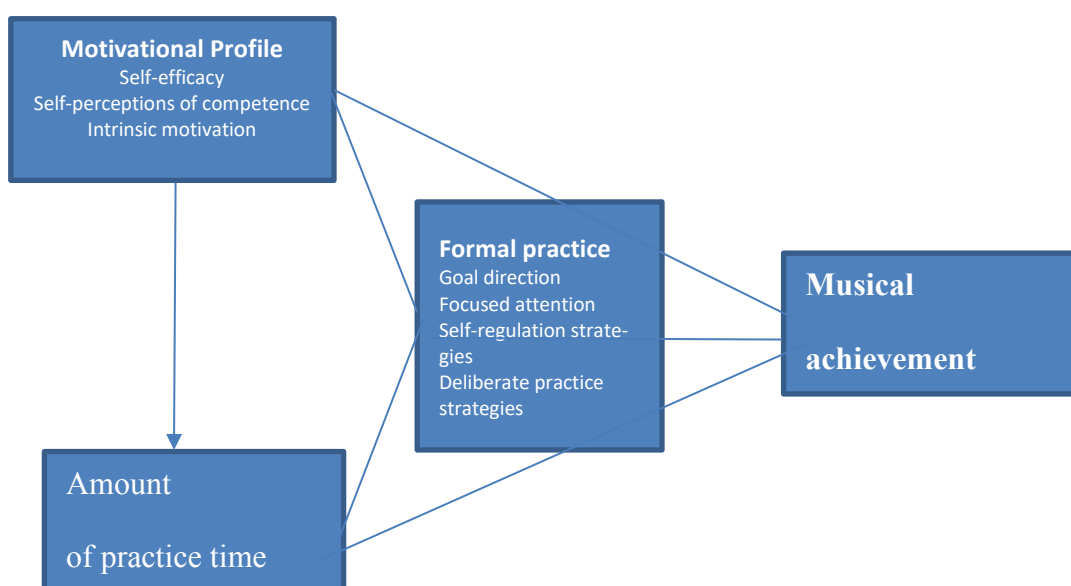 Motivational Profile
Self-efficacy
Self-perceptions of competence
Intrinsic motivation
Formal practice
Goal direction
Focused attention
Self-regulation strate-
gies
Deliberate practice
strategies
Musical
achievement
Amount
of practice time